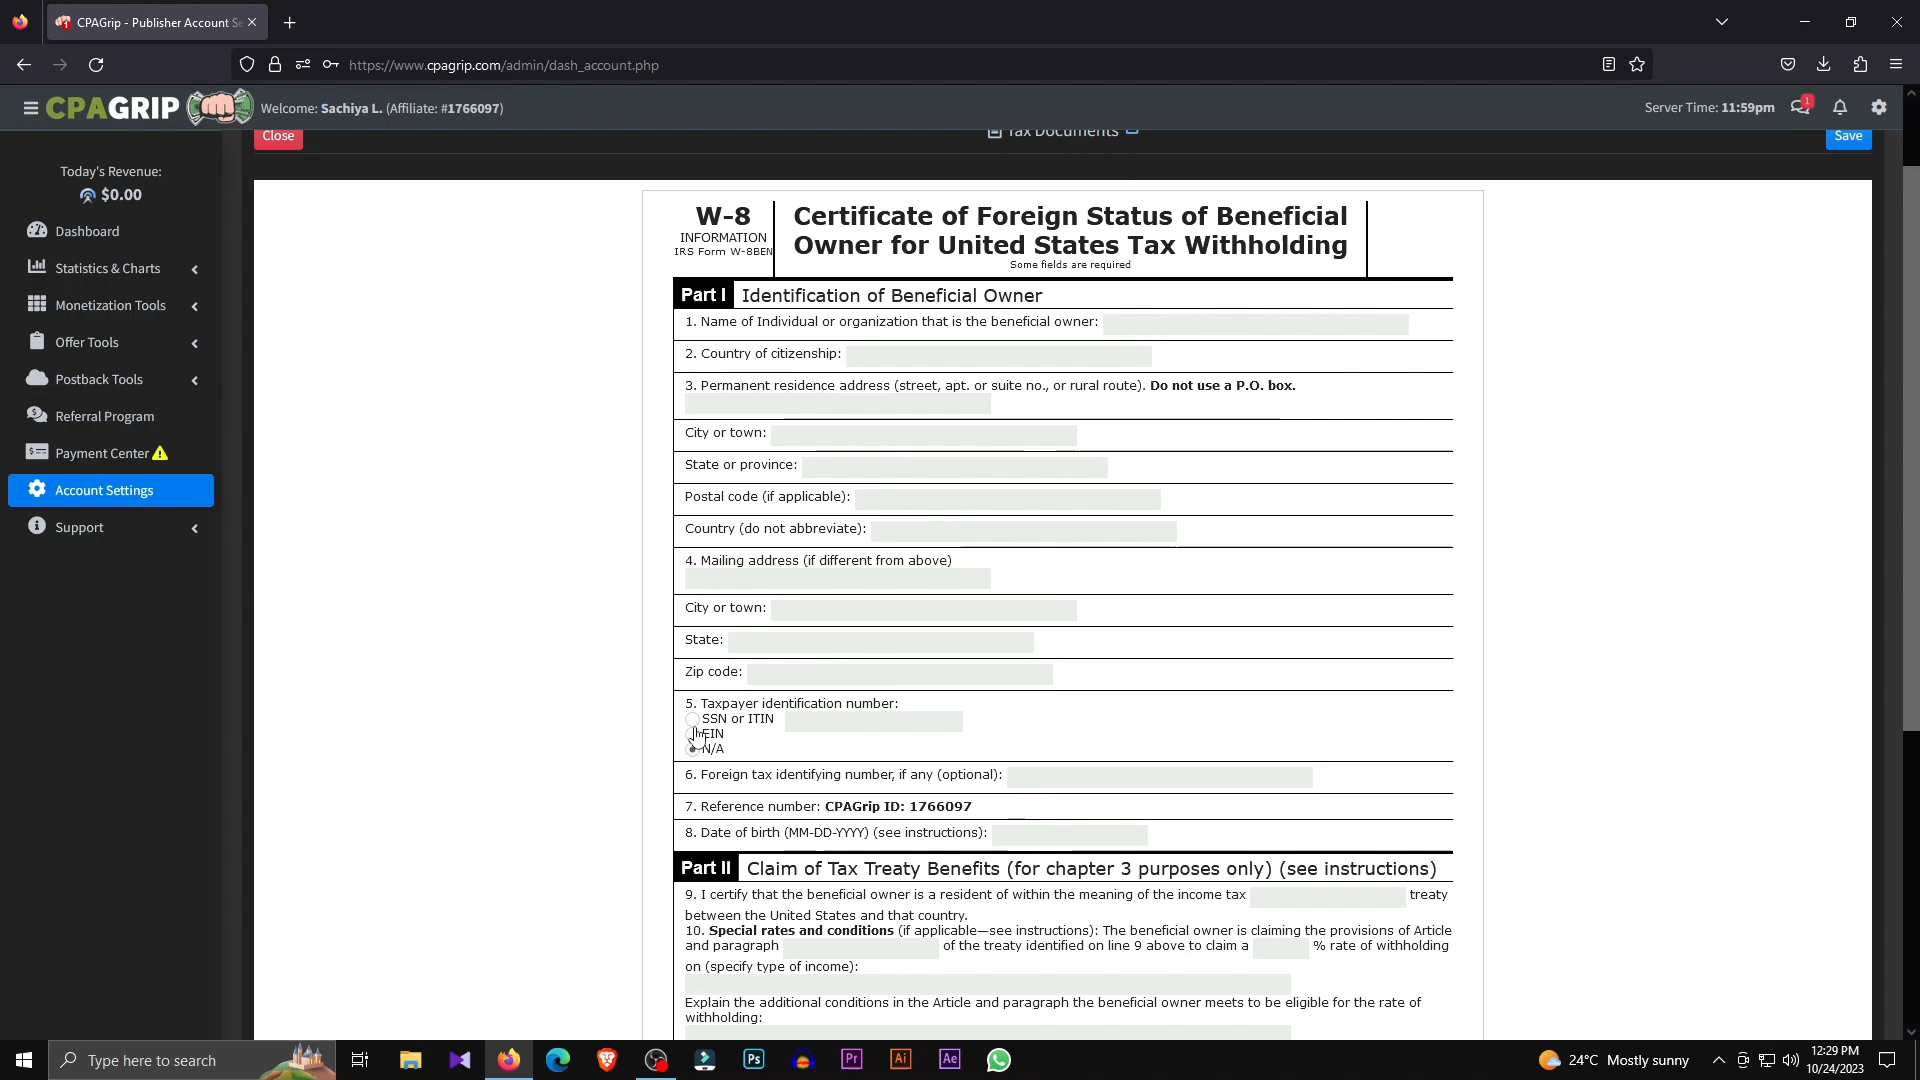 CPAGrip - Publisher Account Se
https://www.cpagrip.com/admin/dash_account.php
CPAGRIP
Welcome: Sachiya L. (Affiliate: #1766097)
Server Time: 11:59pm
1
Close
Tax Documents
Save
Today's Revenue:
$0.00
Dashboard
Statistics & Charts
Monetization Tools
Offer Tools
Postback Tools
Referral Program
Payment Center
Account Settings
Support
W-8
INFORMATION
IRS Form W-8BEN
Certificate of Foreign Status of Beneficial
Owner for United States Tax Withholding
Some fields are required
Part I Identification of Beneficial Owner
1. Name of Individual or organization that is the beneficial owner:
2. Country of citizenship:
3. Permanent residence address (street, apt. or suite no., or rural route). Do not use a P.O. box.
City or town:
State or province:
Postal code (if applicable):
Country (do not abbreviate):
4. Mailing address (if different from above)
City or town:
State:
Zip code:
5. Taxpayer identification number:
SSN or ITIN
EIN
N/A
6. Foreign tax identifying number, if any (optional):
7. Reference number: CPAGrip ID: 1766097
8. Date of birth (MM-DD-YYYY) (see instructions):
Part II Claim of Tax Treaty Benefits (for chapter 3 purposes only) (see instructions)
9. I certify that the beneficial owner is a resident of within the meaning of the income tax treaty
between the United States and that country.
10. Special rates and conditions (if applicable—see instructions): The beneficial owner is claiming the provisions of Article
and paragraph of the treaty identified on line 9 above to claim a % rate of withholding
on (specify type of income):
Explain the additional conditions in the Article and paragraph the beneficial owner meets to be eligible for the rate of
withholding:
Type here to search
Ps
Pr
Ai
Ae
24°C Mostly sunny
12:29 PM
10/24/2023